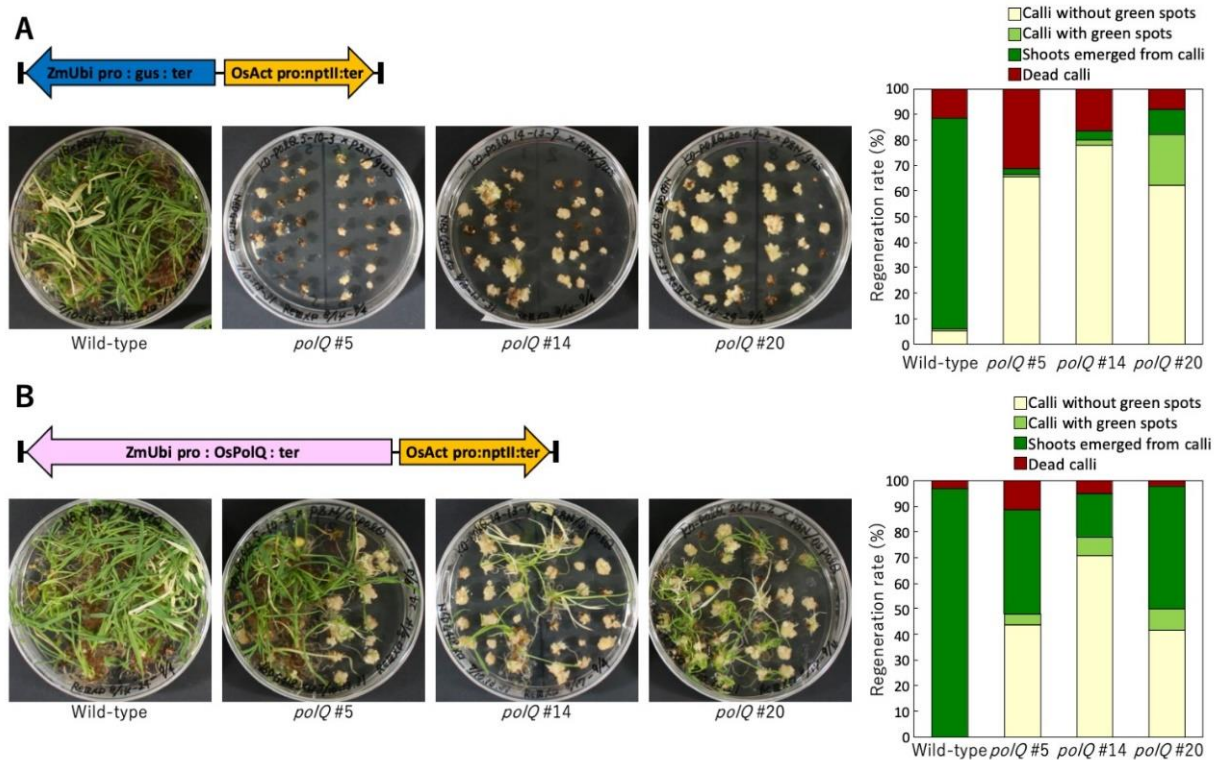 A
ZmUbi pro : gus : ter
OsAct pro:nptII:ter
Calli without green spots
Calli with green spots
Shoots emerged from calli
Dead calli
Regeneration rate (%)
100
90
80
70
60
50
40
30
20
10
0
Wild-type
polQ #5
polQ #14
polQ #20
Wild-type
polQ #5
polQ #14
polQ #20
B
ZmUbi pro : OsPolQ : ter
OsAct pro:nptII:ter
Calli without green spots
Calli with green spots
Shoots emerged from calli
Dead calli
Regeneration rate (%)
100
90
80
70
60
50
40
30
20
10
0
Wild-type
polQ #5
polQ #14
polQ #20
Wild-type
polQ #5
polQ #14
polQ #20